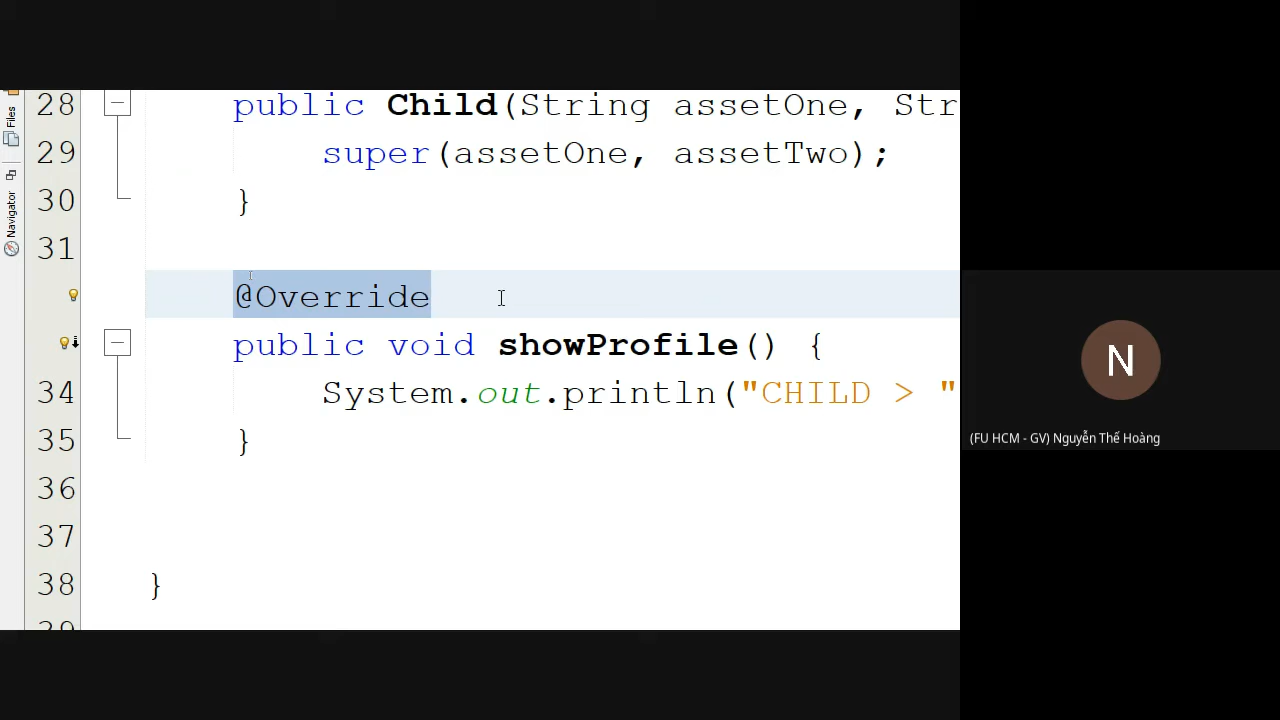 Files
Navigator
28 public Child(String assetOne, Str
29 super(assetOne, assetTwo);
30 }
31
@Override
public void showProfile() {
34 System.out.println("CHILD > "
35 }
36
37
38 }
N
(FU HCM - GV) Nguyễn Thế Hoàng